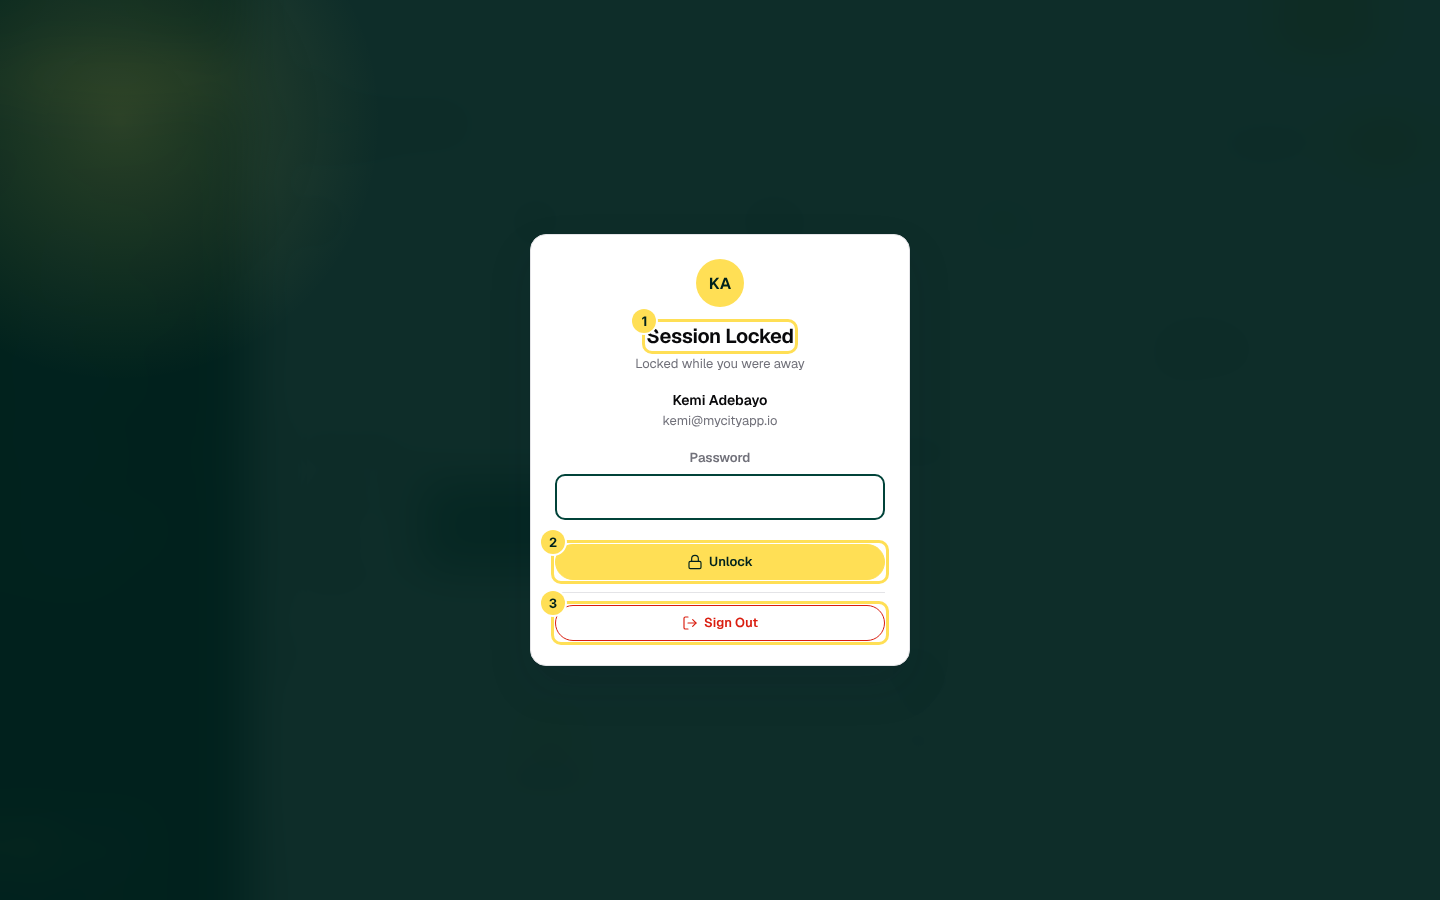 KA
1
Session Locked
Locked while you were away
Kemi Adebayo
kemi@mycityapp.io
Password
2
Unlock
3
Sign Out